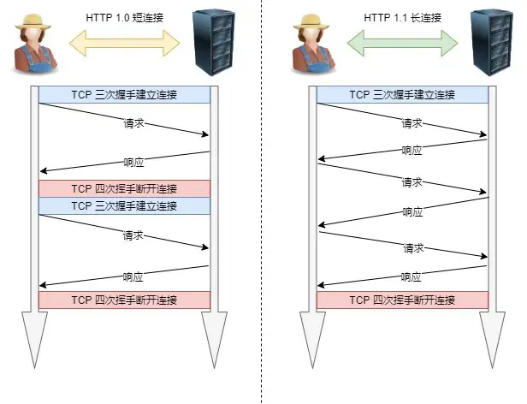 HTTP 1.0 短连接
TCP 三次握手建立连接
请求
响应
TCP 四次挥手断开连接
TCP 三次握手建立连接
请求
响应
TCP 四次挥手断开连接
HTTP 1.1 长连接
TCP 三次握手建立连接
请求
响应
请求
响应
请求
响应
TCP 四次挥手断开连接